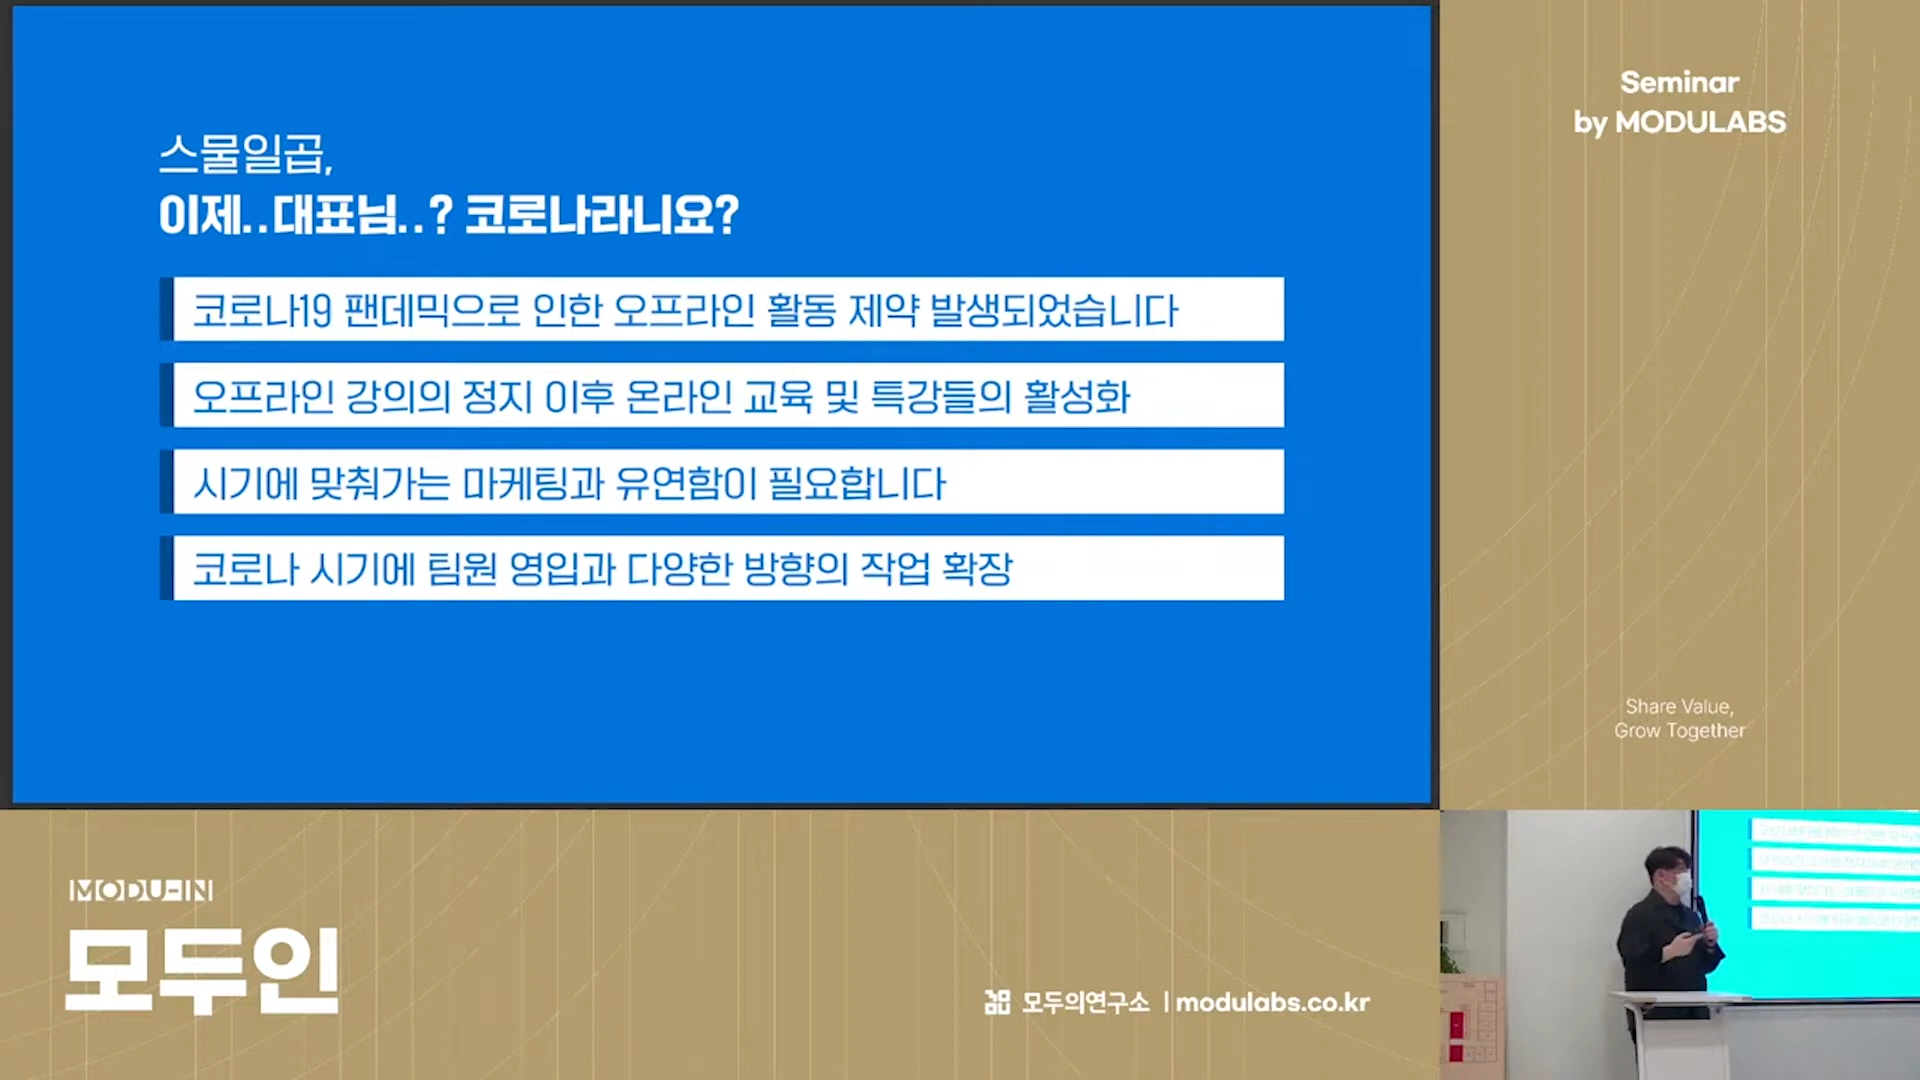 스물일곱,
이제..대표님..? 코로나라니요?
코로나19 팬데믹으로 인한 오프라인 활동 제약 발생되었습니다
오프라인 강의의 정지 이후 온라인 교육 및 특강들의 활성화
시기에 맞춰가는 마케팅과 유연함이 필요합니다
코로나 시기에 팀원 영입과 다양한 방향의 작업 확장
Seminar
by MODULABS
Share Value,
Grow Together
MODU-IN
모두인
모두의연구소 | modulabs.co.kr